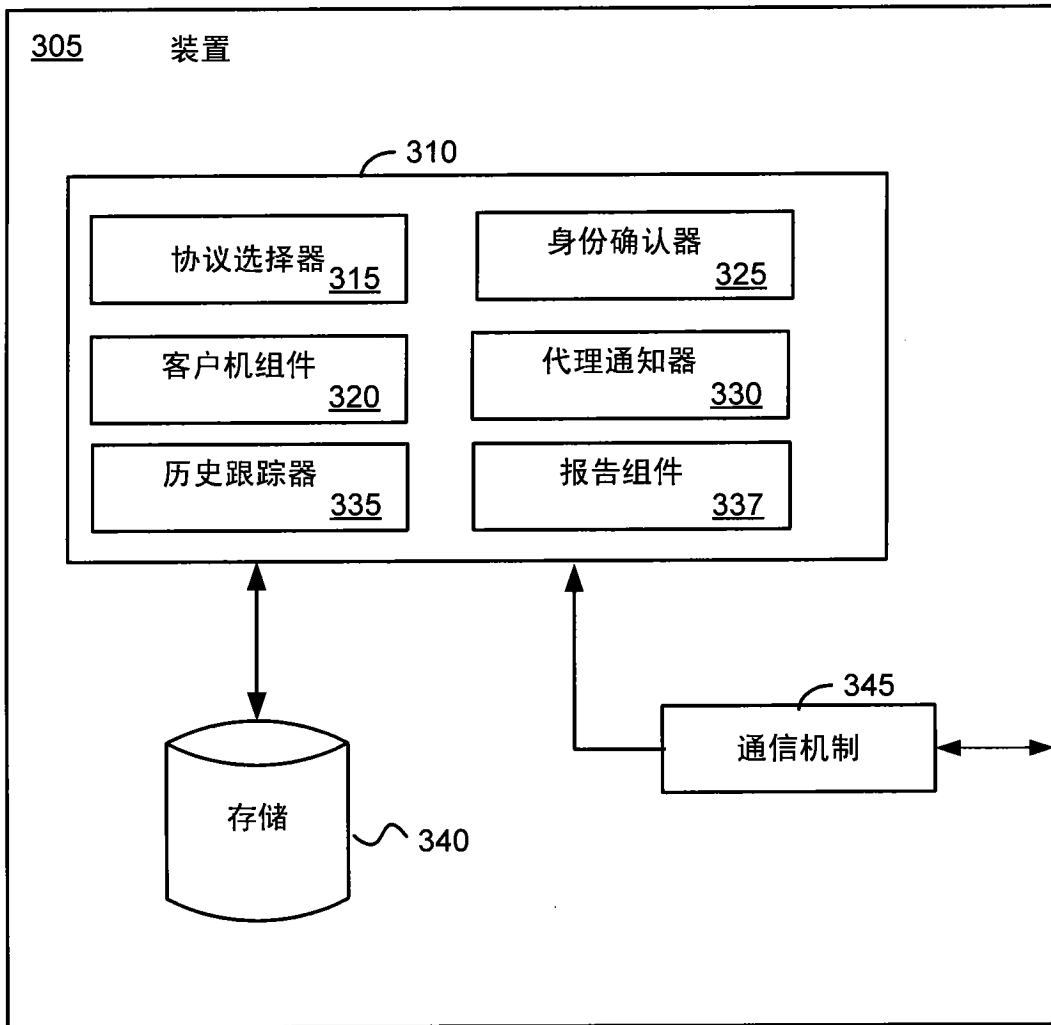 305 装置
310
协议选择器
315
身份确认器
325
客户机组件
320
代理通知器
330
历史跟踪器
335
报告组件
337
345
通信机制
存储
340